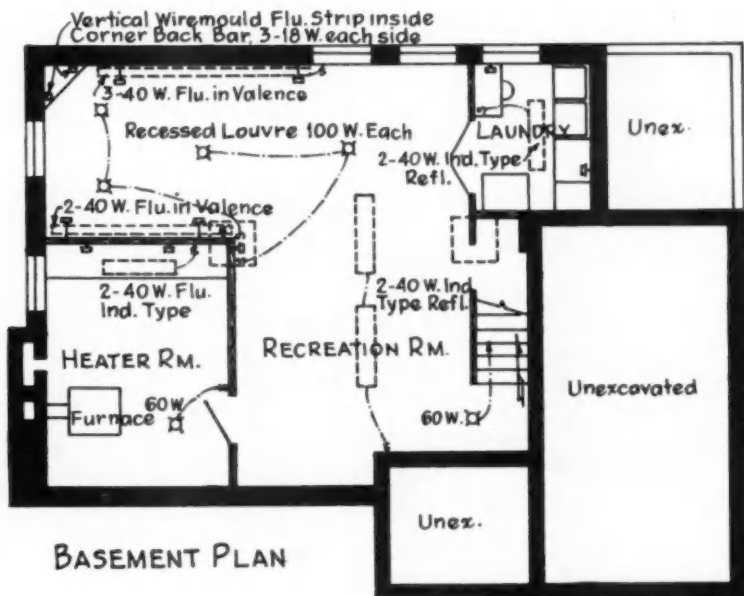 Vertical Wiremould Flu. Strip inside
Corner Back Bar, 3-18 W. each side
3-40 W. Flu. in Valence
Recessed Louvre 100 W. Each
LAUNDRY
Unex.
2-40 W. Ind. Type
Refl.
2-40 W. Flu. in Valence
2-40 W. Flu.
Ind. Type
2-40 W. Ind
Type Refl.
HEATER RM.
RECREATION RM.
Unexcavated
Furnace
60 W
60 W.
Unex.
BASEMENT PLAN